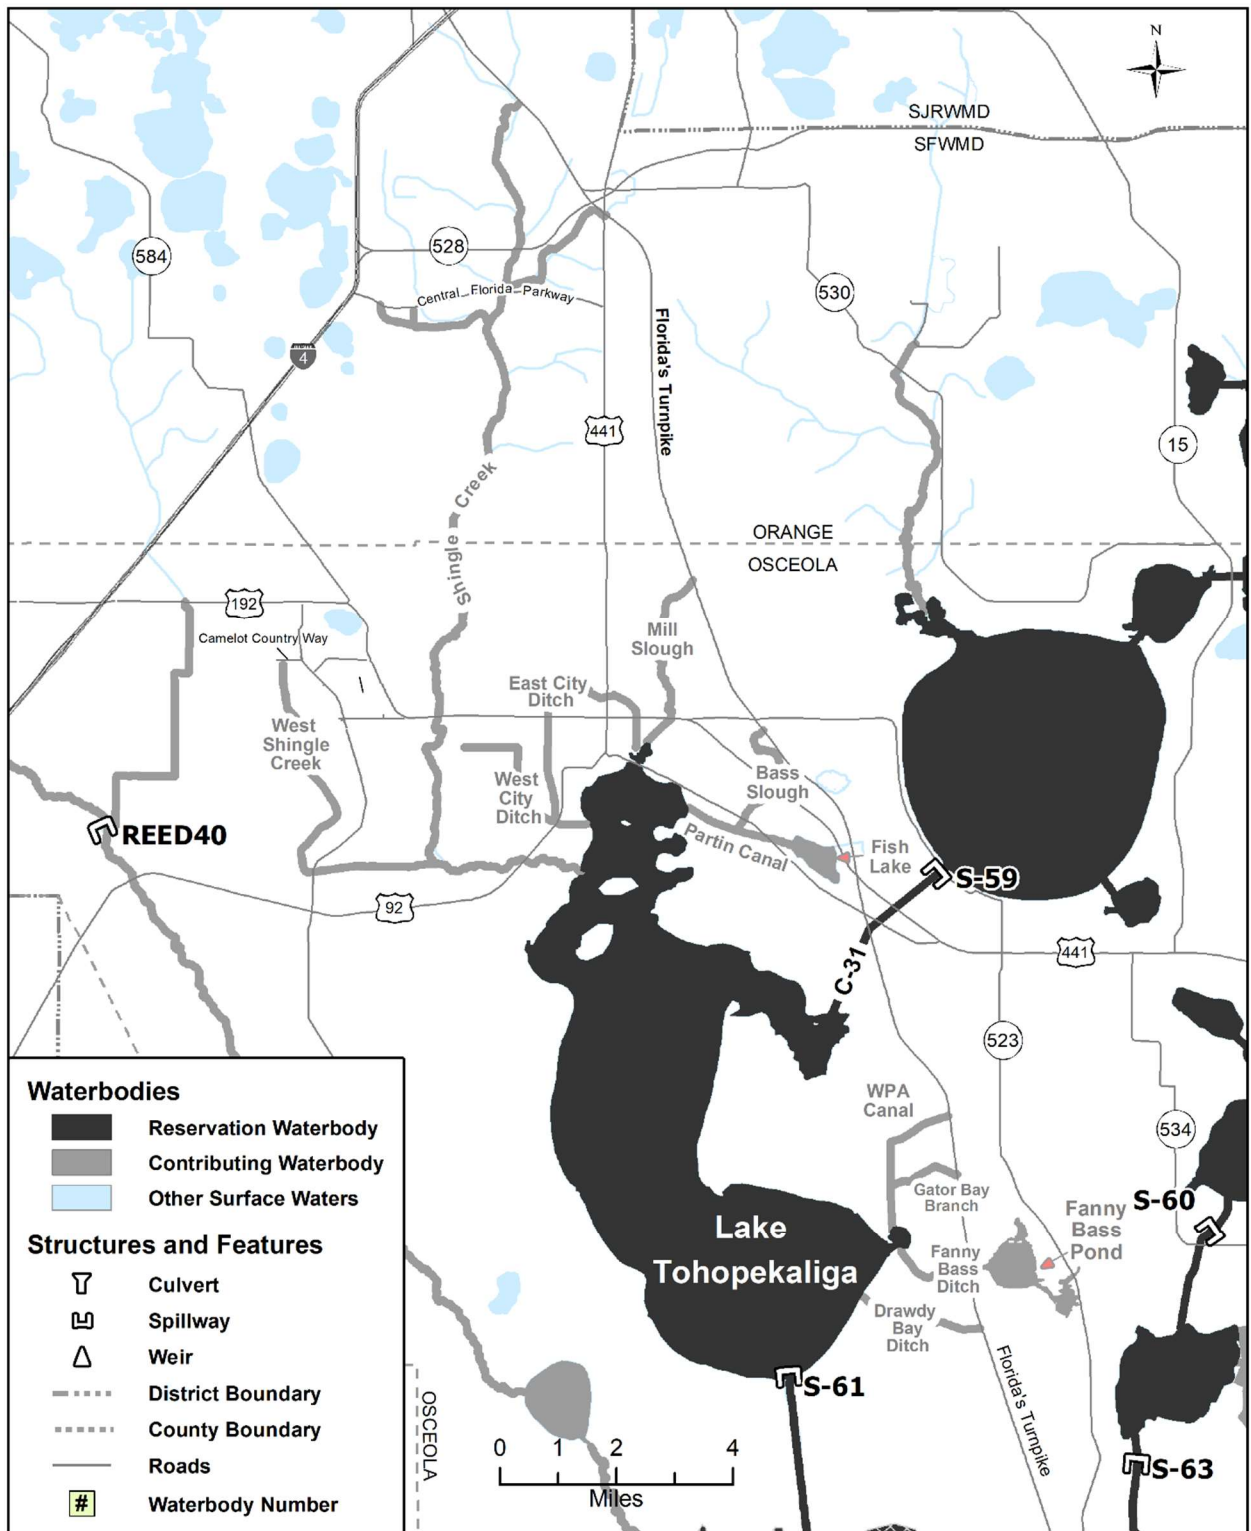 N
SJRWMD
SFWMD
584
528
Central Florida Parkway
530
4
Florida's Turnpike
441
15
Shingle Creek
ORANGE
OSCEOLA
192
Camelot Country Way
Mill
Slough
East City
Ditch
West
Shingle
Creek
West
City
Ditch
Bass
Slough
Partin Canal
Fish
Lake
REED40
S-59
92
441
C-31
523
WPA
Canal
534
Gator Bay
Branch
S-60
Fanny
Bass
Pond
Lake
Tohopekaliga
Fanny
Bass
Ditch
Drawdy
Bay
Ditch
Florida's Turnpike
S-61
S-63
OSCEOLA
0 1 2 4
Miles
Waterbodies
Reservation Waterbody
Contributing Waterbody
Other Surface Waters
Structures and Features
Culvert
Spillway
Weir
District Boundary
County Boundary
Roads
# Waterbody Number